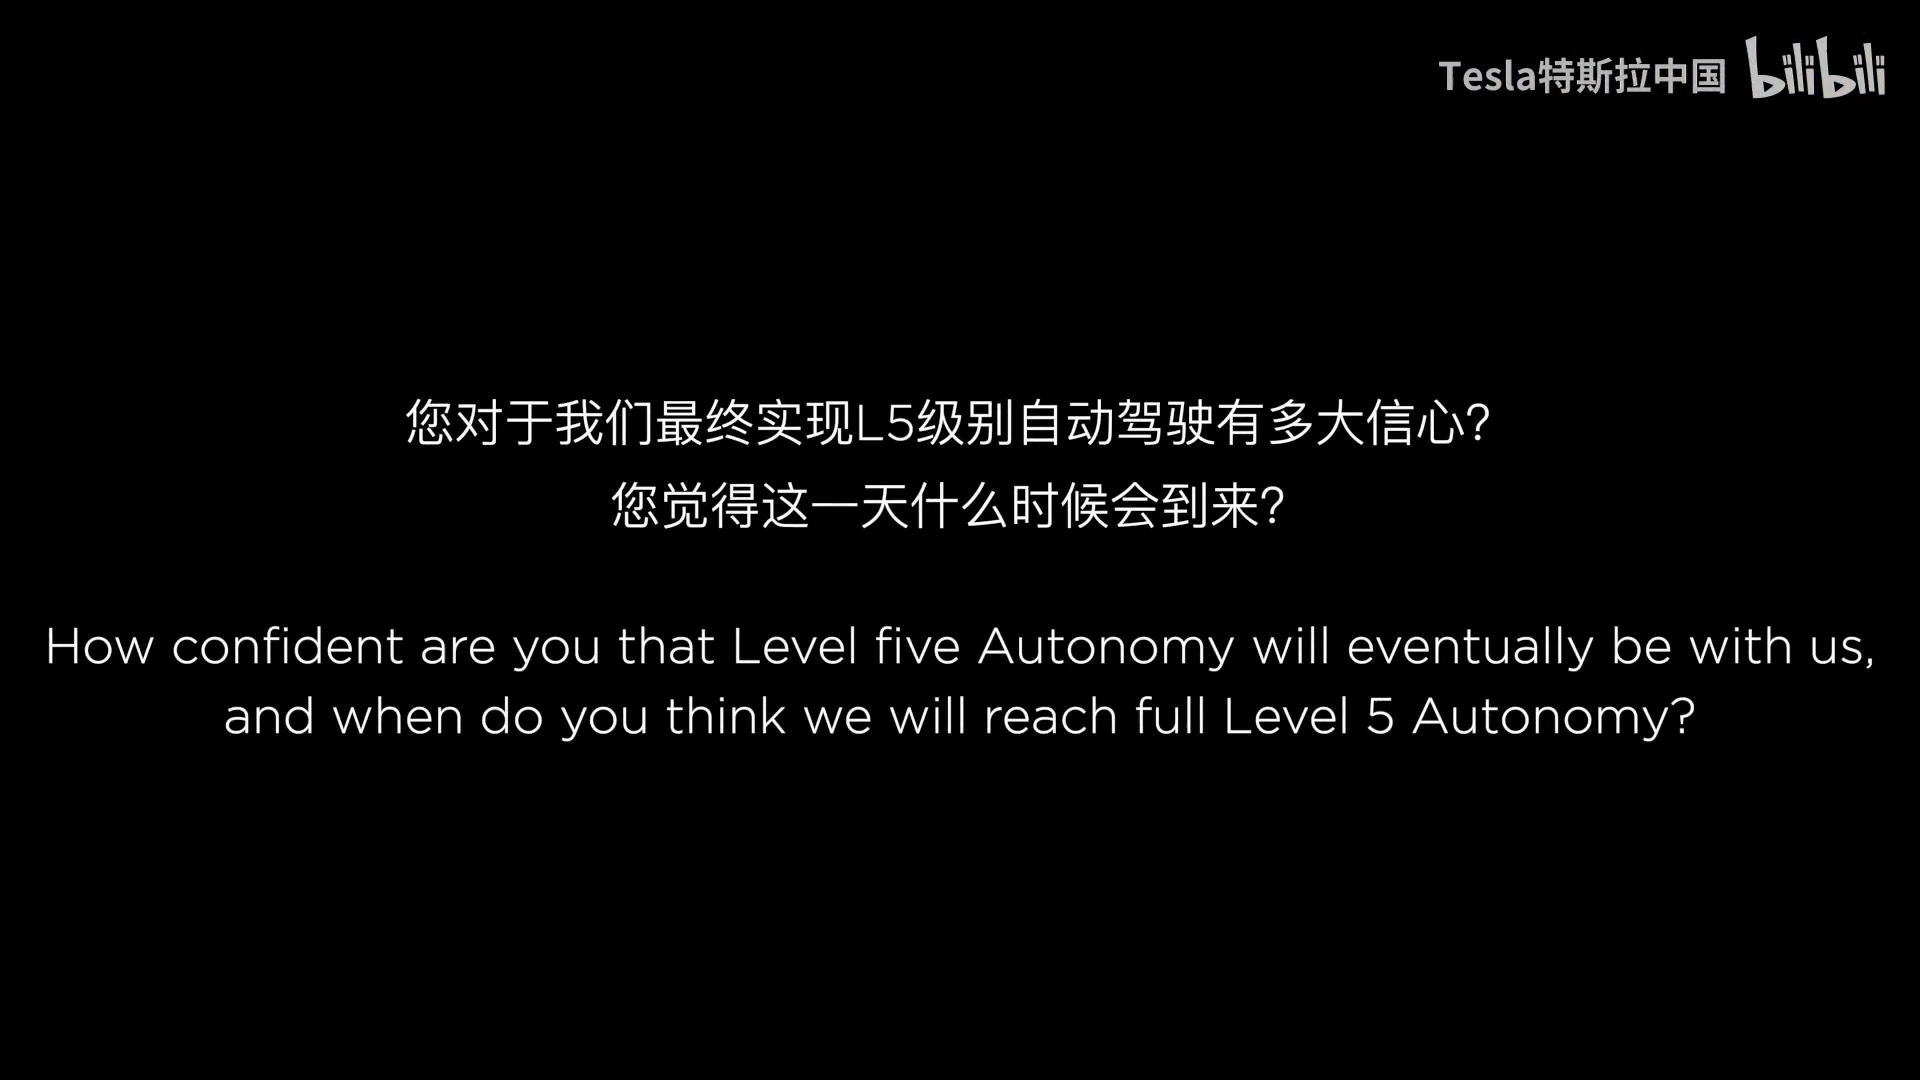 Tesla特斯拉中国 bilibili
您对于我们最终实现L5级别自动驾驶有多大信心?
您觉得这一天什么时候会到来?
How confident are you that Level five Autonomy will eventually be with us,
and when do you think we will reach full Level 5 Autonomy?